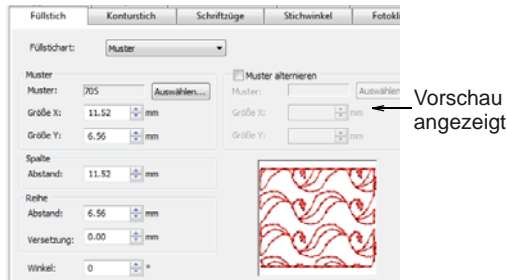 Füllstich Konturstich Schriftzüge Stichwinkel Fotokli
Füllstichart: Muster
Muster Muster alternieren
Muster: 705 Auswählen... Muster: Auswählen
Größe X: 11.52 mm Größe X: mm
Größe Y: 6.56 mm Größe Y: mm
Vorschau
angezeigt
Spalte
Abstand: 11.52 mm
Reihe
Abstand: 6.56 mm
Versetzung: 0.00 mm
Winkel: 0 °